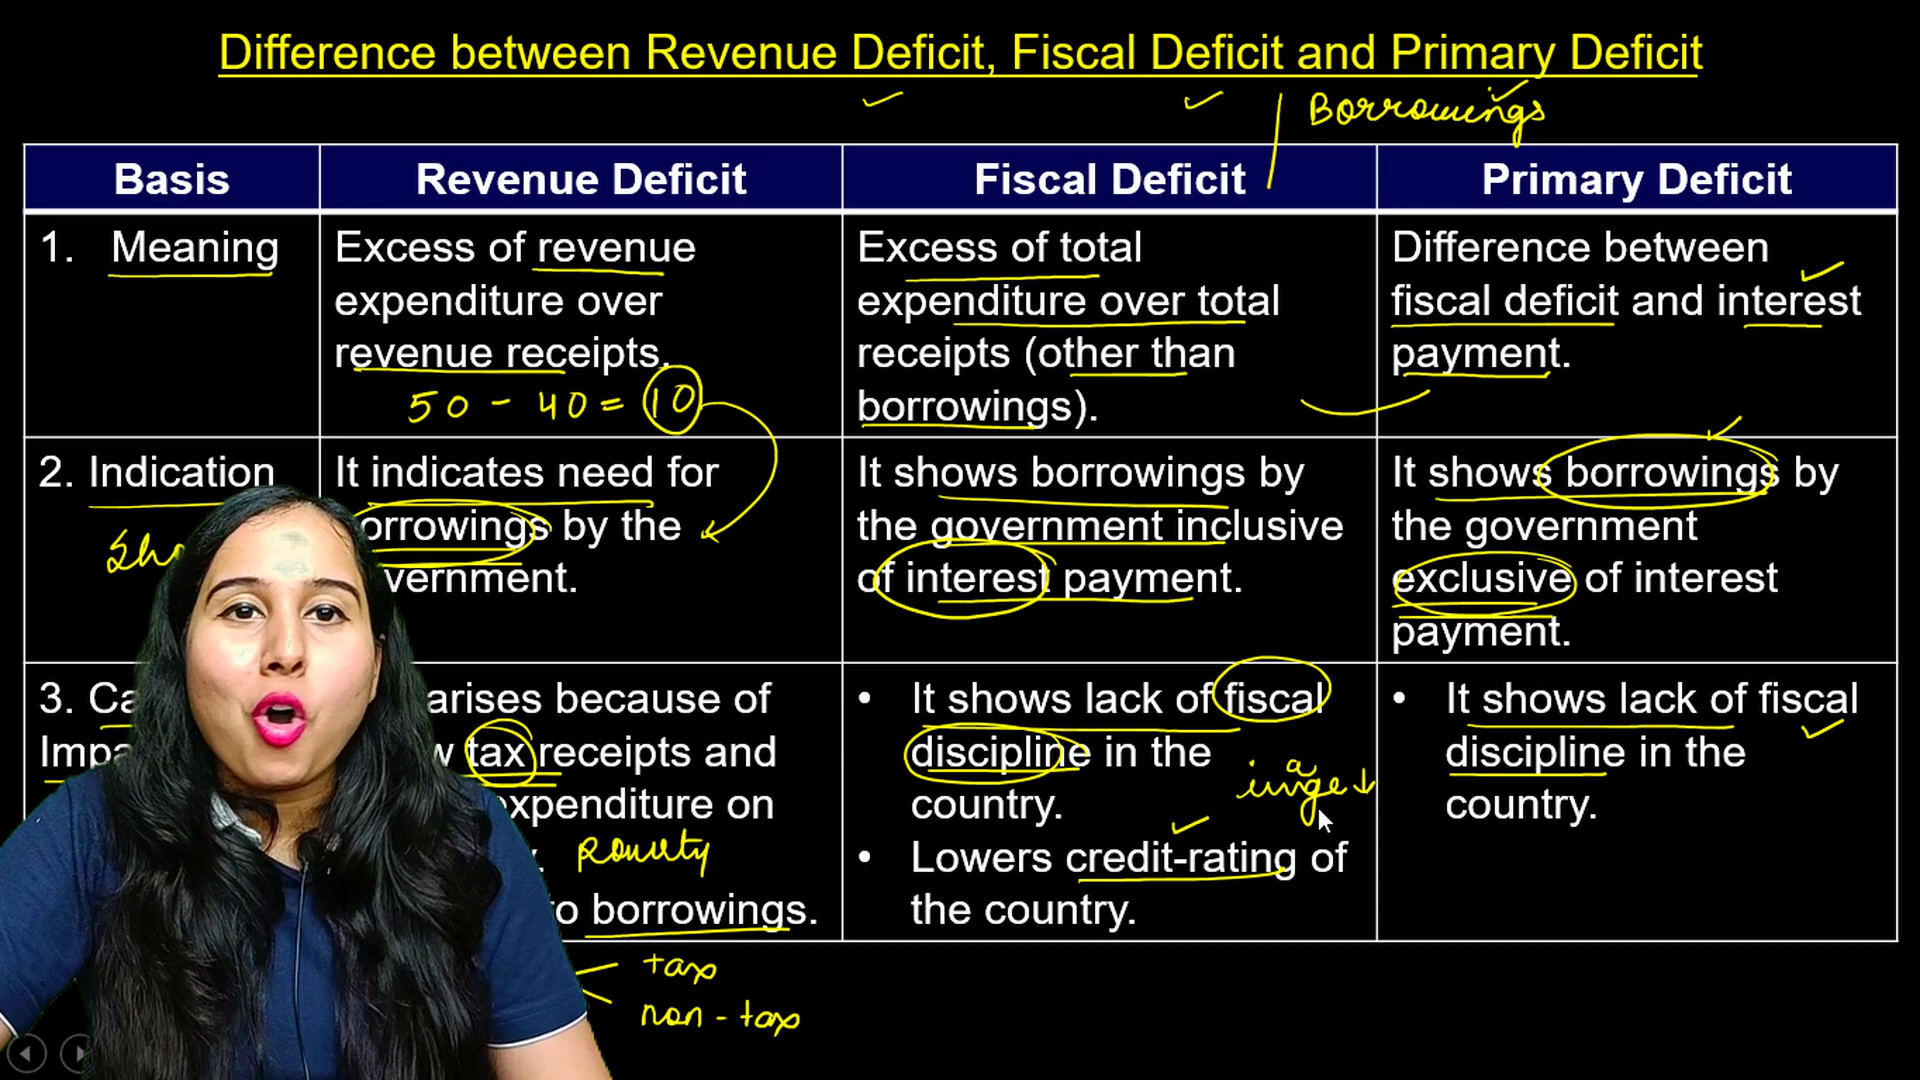 Difference between Revenue Deficit, Fiscal Deficit and Primary Deficit
Borrowings
Basis
Revenue Deficit
Fiscal Deficit
Primary Deficit
1. Meaning
Excess of revenue
expenditure over
revenue receipts.
50 - 40 = 10
Excess of total
expenditure over total
receipts (other than
borrowings).
Difference between
fiscal deficit and interest
payment.
2. Indication
It indicates need for
orrowings by the
vernment.
It shows borrowings by
the government inclusive
of interest payment.
It shows borrowings by
the government
exclusive of interest
payment.
3. Ca
Impa
arises because of
w tax receipts and
expenditure on
to borrowings.
• It shows lack of fiscal
discipline in the
country.
• Lowers credit-rating of
the country.
• It shows lack of fiscal
discipline in the
country.
tax
non - tax